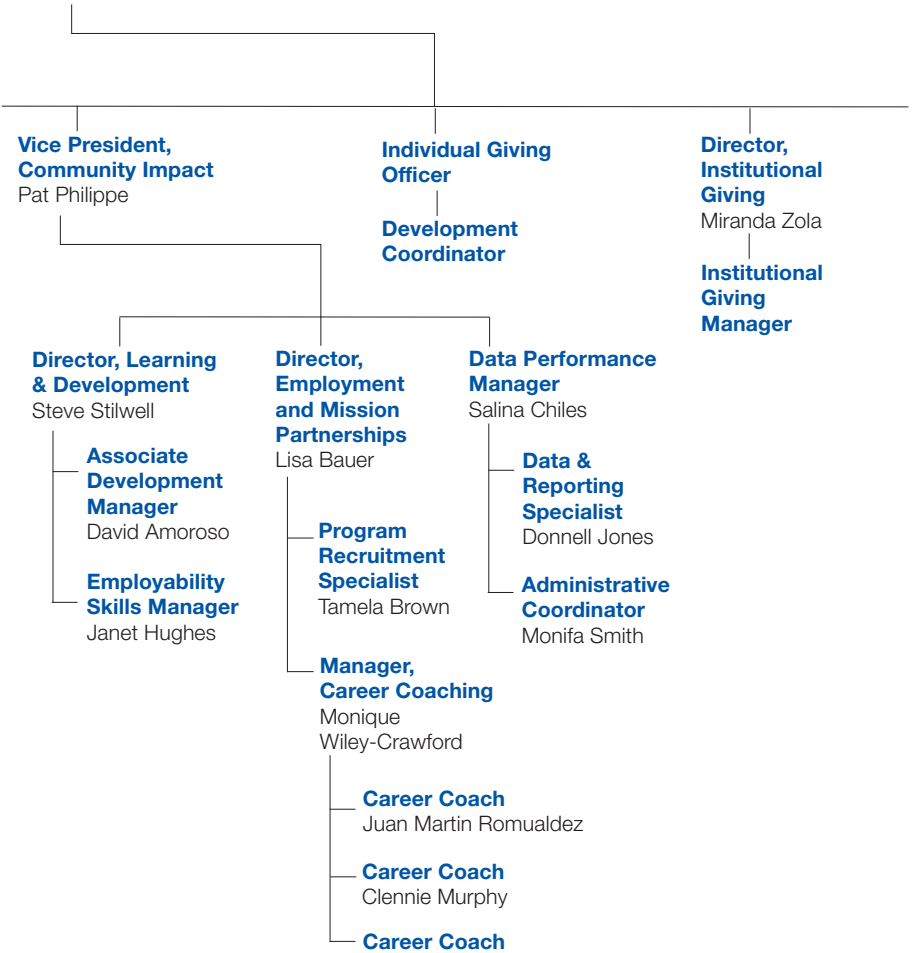 Vice President,
Community Impact
Pat Philippe
Individual Giving
Officer
Development
Coordinator
Director,
Institutional
Giving
Miranda Zola
Institutional
Giving
Manager
Director, Learning
& Development
Steve Stilwell
Associate
Development
Manager
David Amoroso
Employability
Skills Manager
Janet Hughes
Director,
Employment
and Mission
Partnerships
Lisa Bauer
Program
Recruitment
Specialist
Tamela Brown
Manager,
Career Coaching
Monique
Wiley-Crawford
Career Coach
Juan Martin Romualdez
Career Coach
Clennie Murphy
Career Coach
Data Performance
Manager
Salina Chiles
Data &
Reporting
Specialist
Donnell Jones
Administrative
Coordinator
Monifa Smith